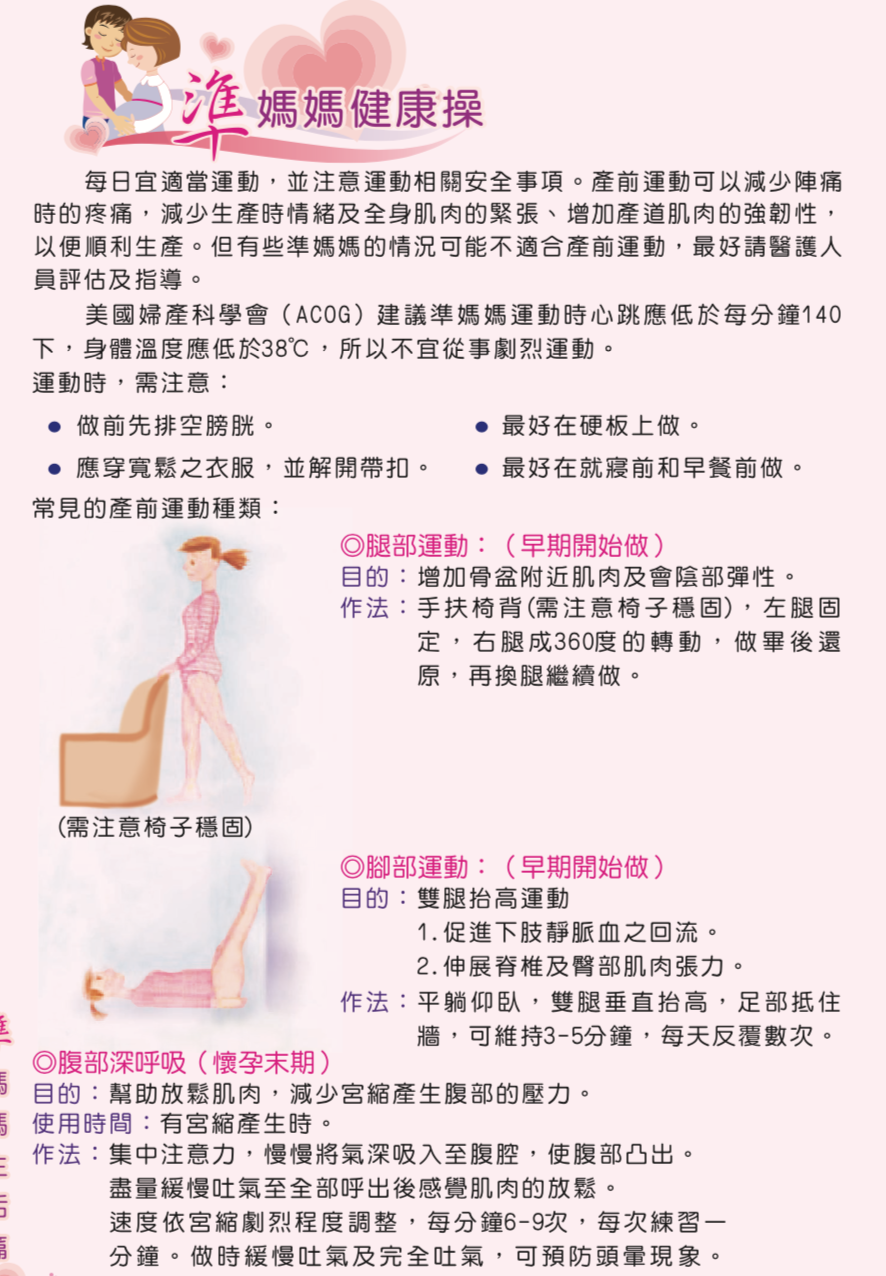 準媽媽健康操
每日宜適當運動，並注意運動相關安全事項。產前運動可以減少陣痛
時的疼痛，減少生產時情緒及全身肌肉的緊張、增加產道肌肉的強韌性，
以便順利生產。但有些準媽媽的情況可能不適合產前運動，最好請醫護人
員評估及指導。
美國婦產科學會（ACOG）建議準媽媽運動時心跳應低於每分鐘140
下，身體溫度應低於38℃，所以不宜從事劇烈運動。
運動時，需注意：
● 做前先排空膀胱。
● 最好在硬板上做。
● 應穿寬鬆之衣服，並解開帶扣。
● 最好在就寢前和早餐前做。
常見的產前運動種類：
◎腿部運動：（早期開始做）
目的：增加骨盆附近肌肉及會陰部彈性。
作法：手扶椅背(需注意椅子穩固)，左腿固
定，右腿成360度的轉動，做畢後還
原，再換腿繼續做。
(需注意椅子穩固)
◎腳部運動：（早期開始做）
目的：雙腿抬高運動
1.促進下肢靜脈血之回流。
2.伸展脊椎及臀部肌肉張力。
作法：平躺仰臥，雙腿垂直抬高，足部抵住
牆，可維持3-5分鐘，每天反覆數次。
◎腹部深呼吸（懷孕末期）
目的：幫助放鬆肌肉，減少宮縮產生腹部的壓力。
使用時間：有宮縮產生時。
作法：集中注意力，慢慢將氣深吸入至腹腔，使腹部凸出。
盡量緩慢吐氣至全部呼出後感覺肌肉的放鬆。
速度依宮縮劇烈程度調整，每分鐘6-9次，每次練習一
分鐘。做時緩慢吐氣及完全吐氣，可預防頭暈現象。